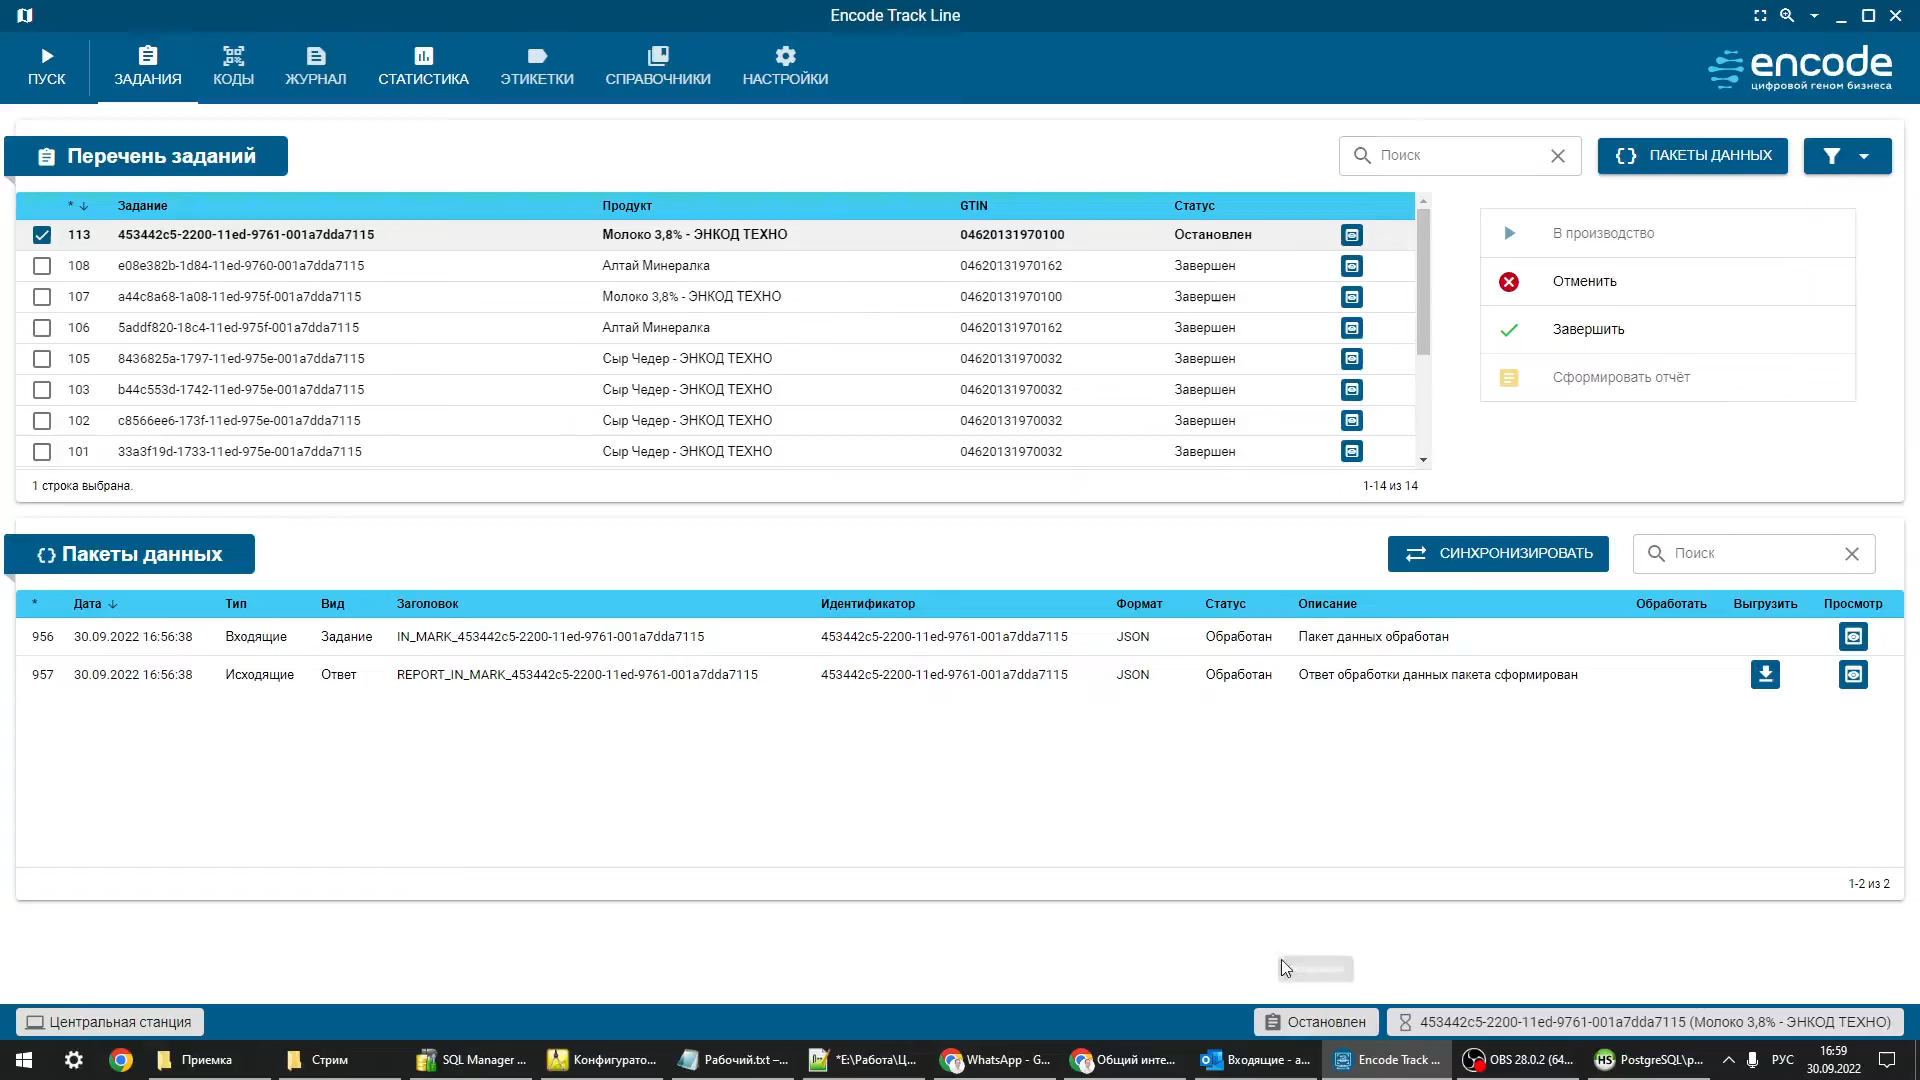 Encode Track Line
ПУСК
ЗАДАНИЯ
КОДЫ
ЖУРНАЛ
СТАТИСТИКА
ЭТИКЕТКИ
СПРАВОЧНИКИ
НАСТРОЙКИ
encode
цифровой геном бизнеса
Перечень заданий
Поиск
ПАКЕТЫ ДАННЫХ
* Задание Продукт GTIN Статус
113 453442c5-2200-11ed-9761-001a7dda7115 Молоко 3,8% - ЭНКОД ТЕХНО 04620131970100 Остановлен
108 e08e382b-1d84-11ed-9760-001a7dda7115 Алтай Минералка 04620131970162 Завершен
107 a44c8a68-1a08-11ed-975f-001a7dda7115 Молоко 3,8% - ЭНКОД ТЕХНО 04620131970100 Завершен
106 5addf820-18c4-11ed-975f-001a7dda7115 Алтай Минералка 04620131970162 Завершен
105 8436825a-1797-11ed-975e-001a7dda7115 Сыр Чедер - ЭНКОД ТЕХНО 04620131970032 Завершен
103 b44c553d-1742-11ed-975e-001a7dda7115 Сыр Чедер - ЭНКОД ТЕХНО 04620131970032 Завершен
102 c8566ee6-173f-11ed-975e-001a7dda7115 Сыр Чедер - ЭНКОД ТЕХНО 04620131970032 Завершен
101 33a3f19d-1733-11ed-975e-001a7dda7115 Сыр Чедер - ЭНКОД ТЕХНО 04620131970032 Завершен
1 строка выбрана.
1-14 из 14
В производство
Отменить
Завершить
Сформировать отчёт
{} Пакеты данных
СИНХРОНИЗИРОВАТЬ
Поиск
* Дата Тип Вид Заголовок Идентификатор Формат Статус Описание Обработать Выгрузить Просмотр
956 30.09.2022 16:56:38 Входящие Задание IN_MARK_453442c5-2200-11ed-9761-001a7dda7115 453442c5-2200-11ed-9761-001a7dda7115 JSON Обработан Пакет данных обработан
957 30.09.2022 16:56:38 Исходящие Ответ REPORT_IN_MARK_453442c5-2200-11ed-9761-001a7dda7115 453442c5-2200-11ed-9761-001a7dda7115 JSON Обработан Ответ обработки данных пакета сформирован
1-2 из 2
Центральная станция
Остановлен
453442c5-2200-11ed-9761-001a7dda7115 (Молоко 3,8% - ЭНКОД ТЕХНО)
Приемка
Стрим
SQL Manager ...
Конфигурато...
Рабочий.txt –...
*E:\Работа\Ц...
WhatsApp - G...
Общий инте...
Входящие - a...
Encode Track ...
OBS 28.0.2 (64...
HS PostgreSQL\p...
РУС
16:59
30.09.2022